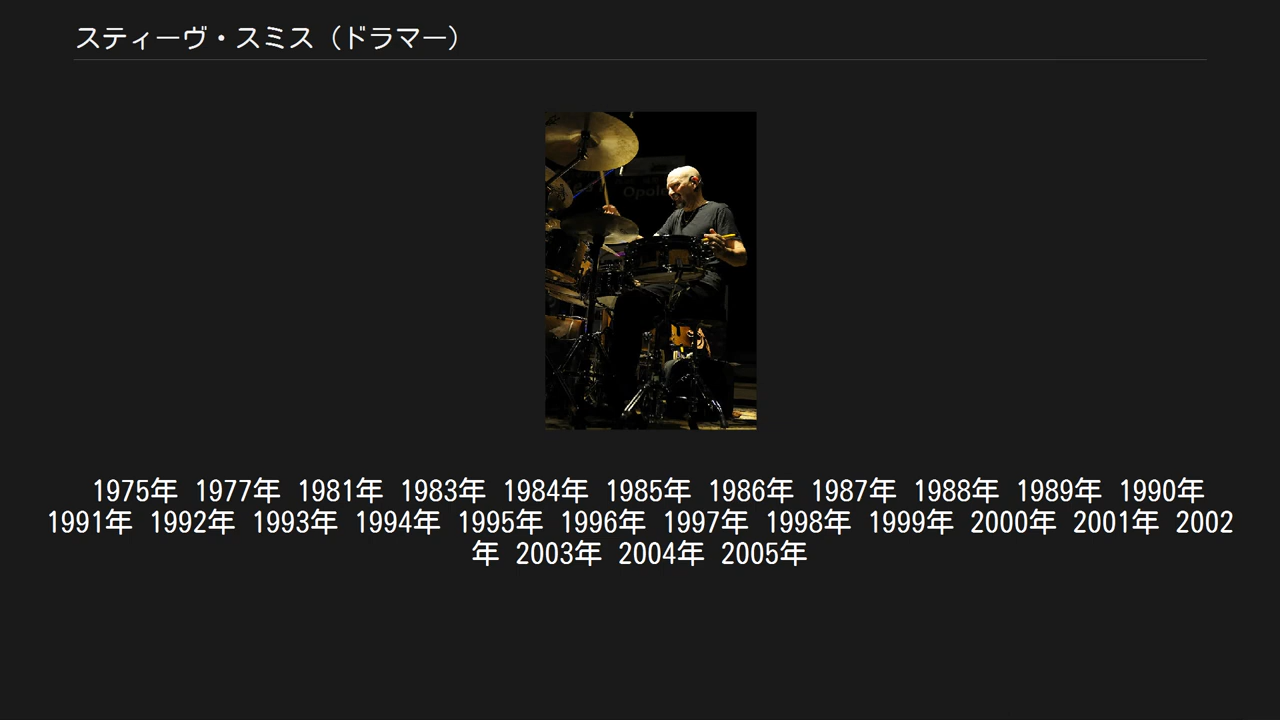 スティーヴ・スミス（ドラマー）
1975年 1977年 1981年 1983年 1984年 1985年 1986年 1987年 1988年 1989年 1990年
1991年 1992年 1993年 1994年 1995年 1996年 1997年 1998年 1999年 2000年 2001年 2002
年 2003年 2004年 2005年